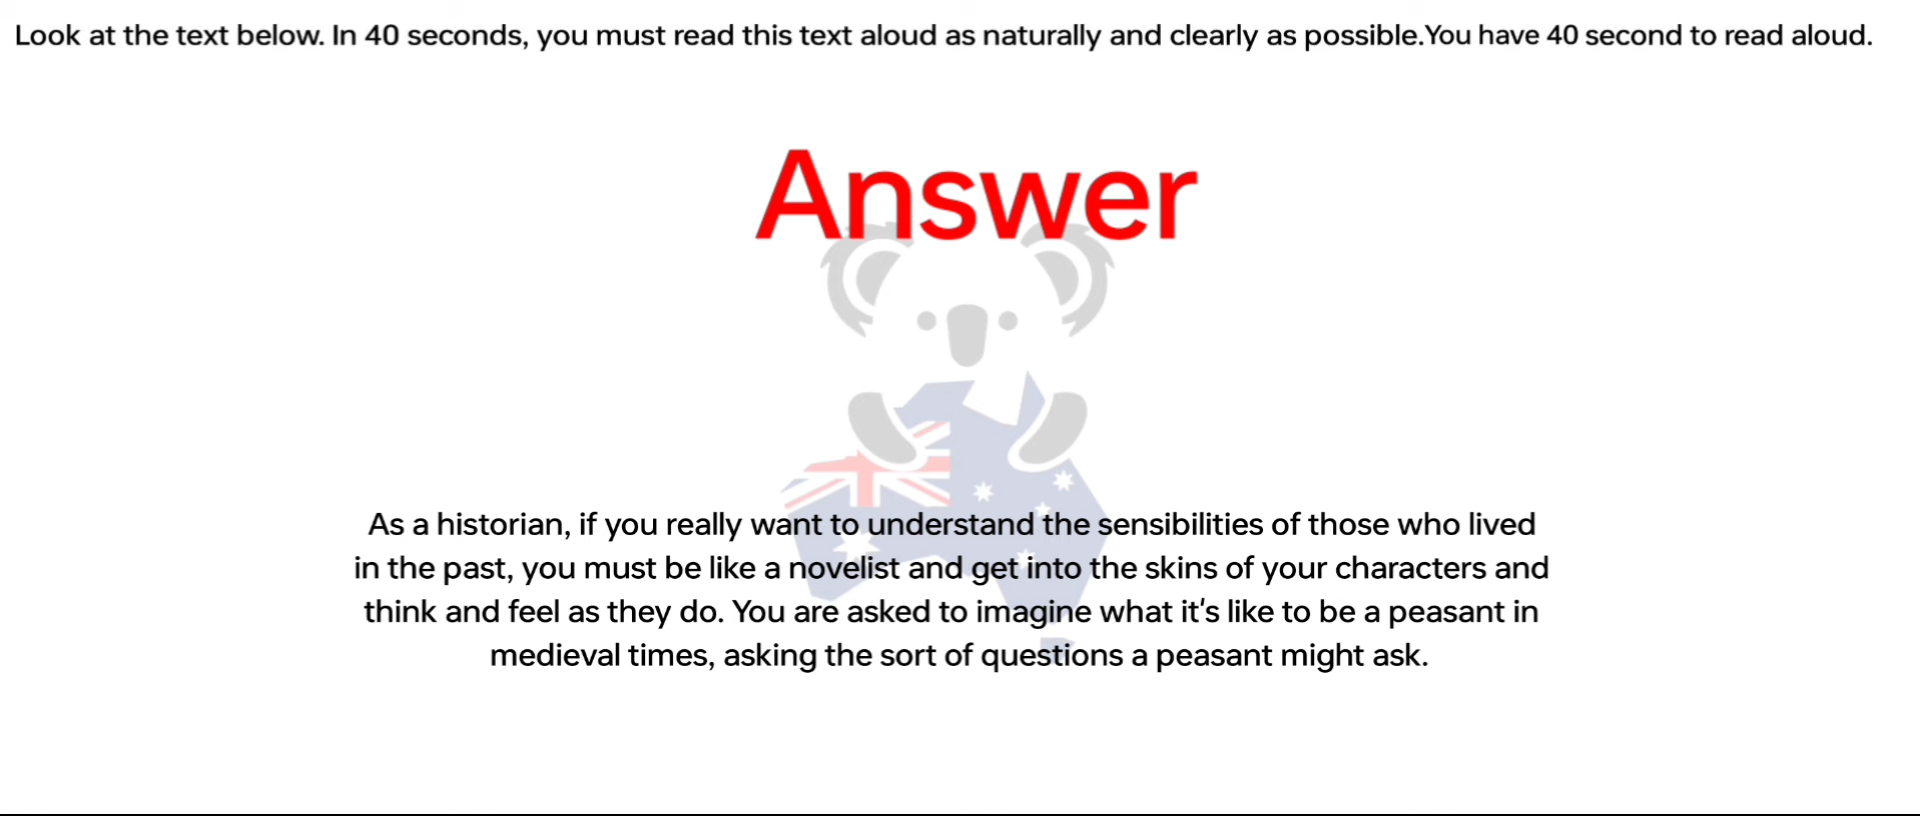 Look at the text below. In 40 seconds, you must read this text aloud as naturally and clearly as possible.You have 40 second to read aloud.
Answer
As a historian, if you really want to understand the sensibilities of those who lived
in the past, you must be like a novelist and get into the skins of your characters and
think and feel as they do. You are asked to imagine what it's like to be a peasant in
medieval times, asking the sort of questions a peasant might ask.